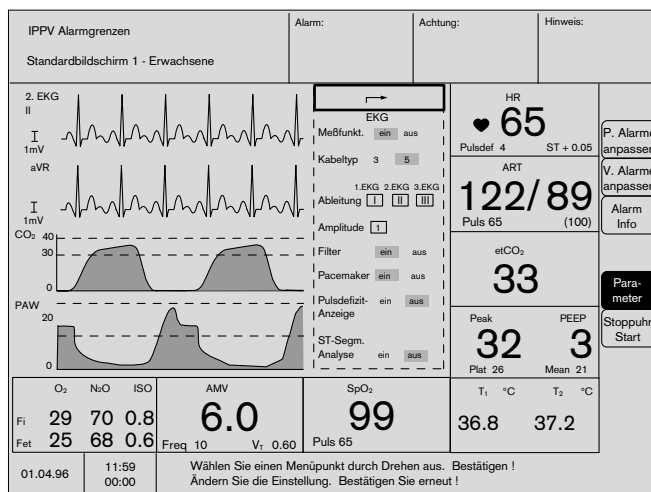 IPPV Alarmgrenzen
Standardbildschirm 1 - Erwachsene
Alarm:
Achtung:
Hinweis:
2. EKG
II
1mV
aVR
1mV
CO₂ 40
30
0
PAW
20
0
EKG
Meßfunkt. ein aus
Kabeltyp 3 5
1.EKG 2.EKG 3.EKG
Ableitung I II III
Amplitude 1
Filter ein aus
Pacemaker ein aus
Pulsdefizit- ein aus
Anzeige
ST-Segm.
Analyse ein aus
HR
65
Pulsdef 4 ST + 0.05
ART
122/ 89
Puls 65 (100)
etCO₂
33
Peak PEEP
32 3
Plat 26 Mean 21
P. Alarme
anpassen
V. Alarme
anpassen
Alarm
Info
Para-
meter
Stoppuhr
Start
O₂ N₂O ISO
Fi 29 70 0.8
Fet 25 68 0.6
AMV
6.0
Freq 10 V_T 0.60
SpO₂
99
Puls 65
T₁ °C T₂ °C
36.8 37.2
01.04.96
11:59
00:00
Wählen Sie einen Menüpunkt durch Drehen aus. Bestätigen !
Ändern Sie die Einstellung. Bestätigen Sie erneut !